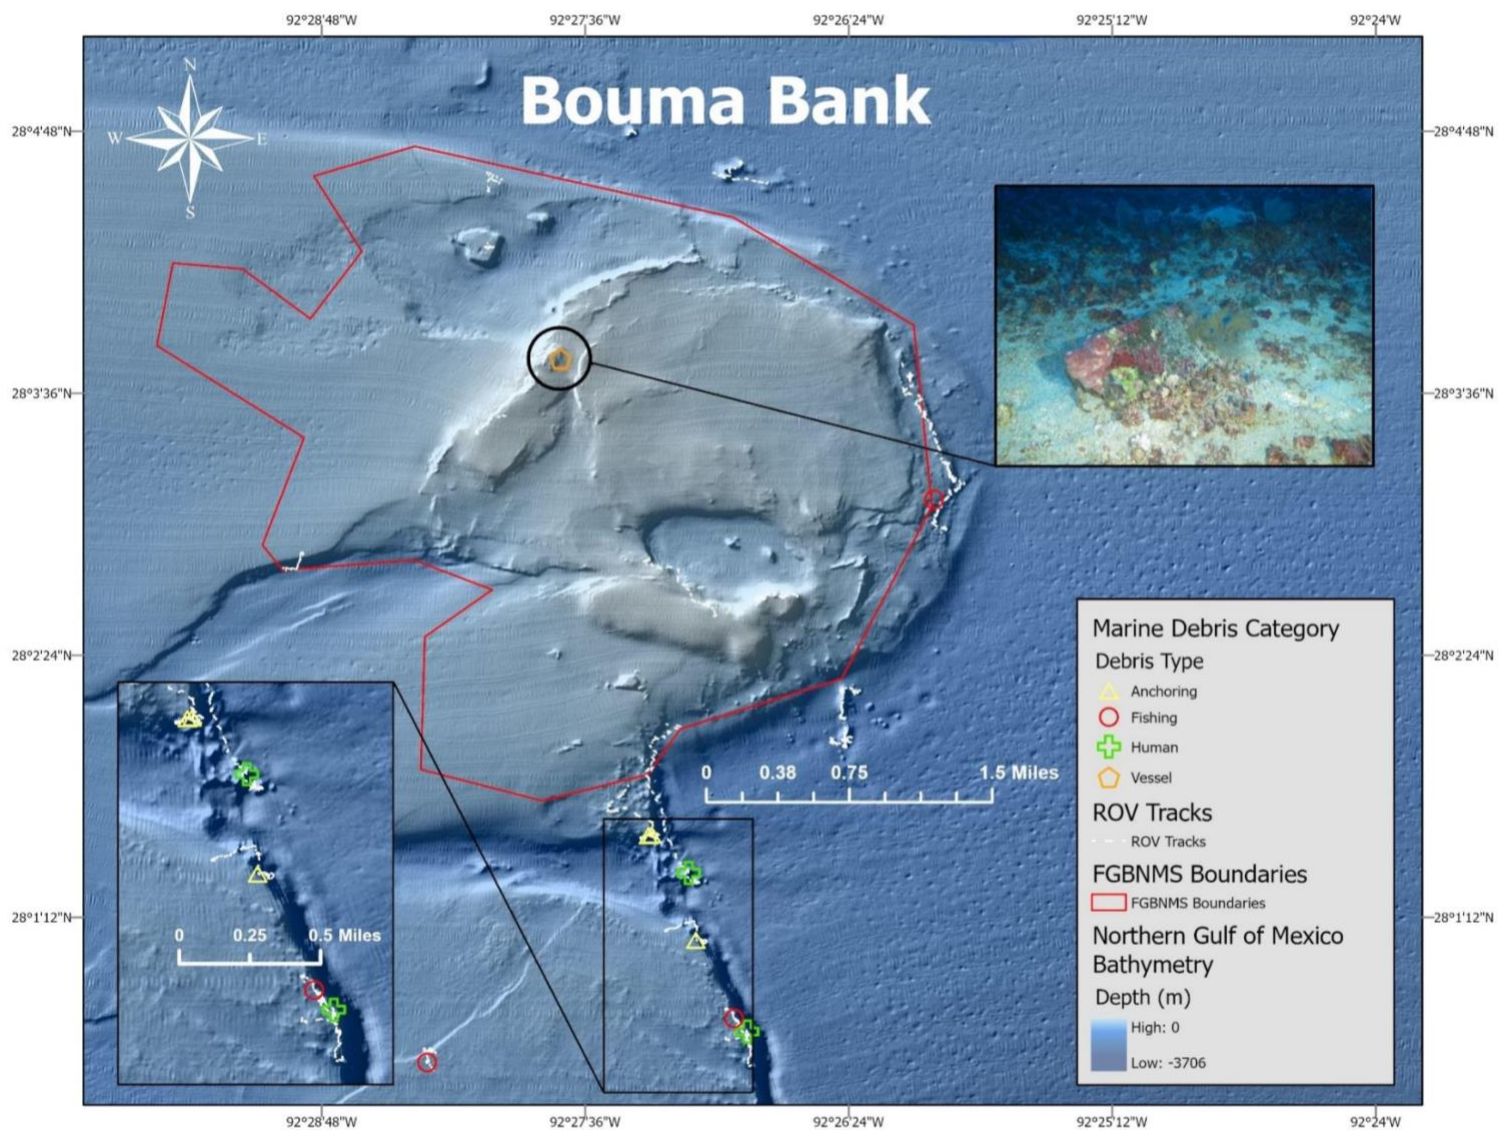 92°28'48"W 92°27'36"W 92°26'24"W 92°25'12"W 92°24'W
Bouma Bank
N
W E
S
28°4'48"N 28°4'48"N
28°3'36"N 28°3'36"N
28°2'24"N 28°2'24"N
28°1'12"N 28°1'12"N
0 0.38 0.75 1.5 Miles
0 0.25 0.5 Miles
Marine Debris Category
Debris Type
Anchoring
Fishing
Human
Vessel
ROV Tracks
ROV Tracks
FGBNMS Boundaries
FGBNMS Boundaries
Northern Gulf of Mexico
Bathymetry
Depth (m)
High: 0
Low: -3706
92°28'48"W 92°27'36"W 92°26'24"W 92°25'12"W 92°24'W